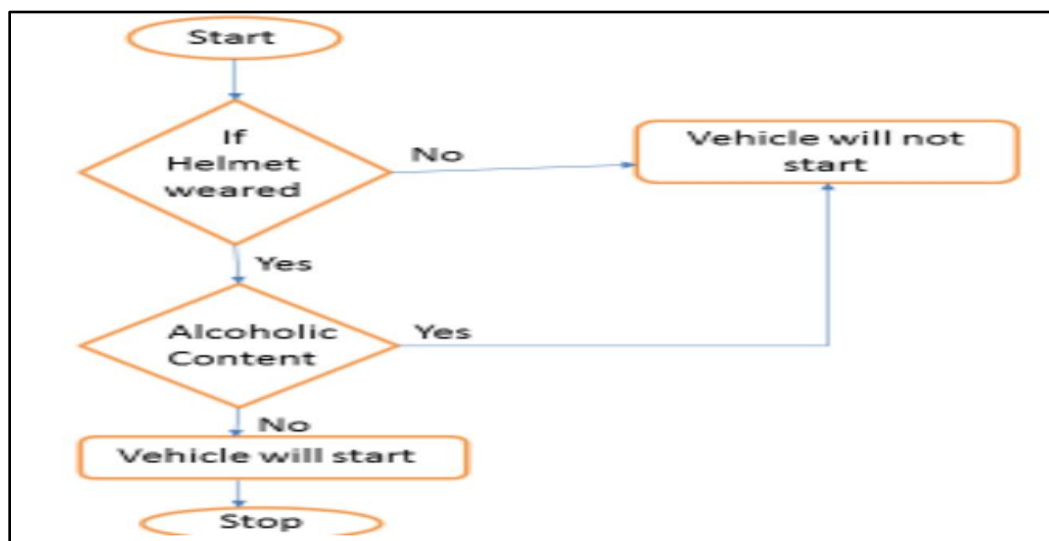 Start
If
Helmet
weared
No
Vehicle will not
start
Yes
Alcoholic
Content
Yes
No
Vehicle will start
Stop